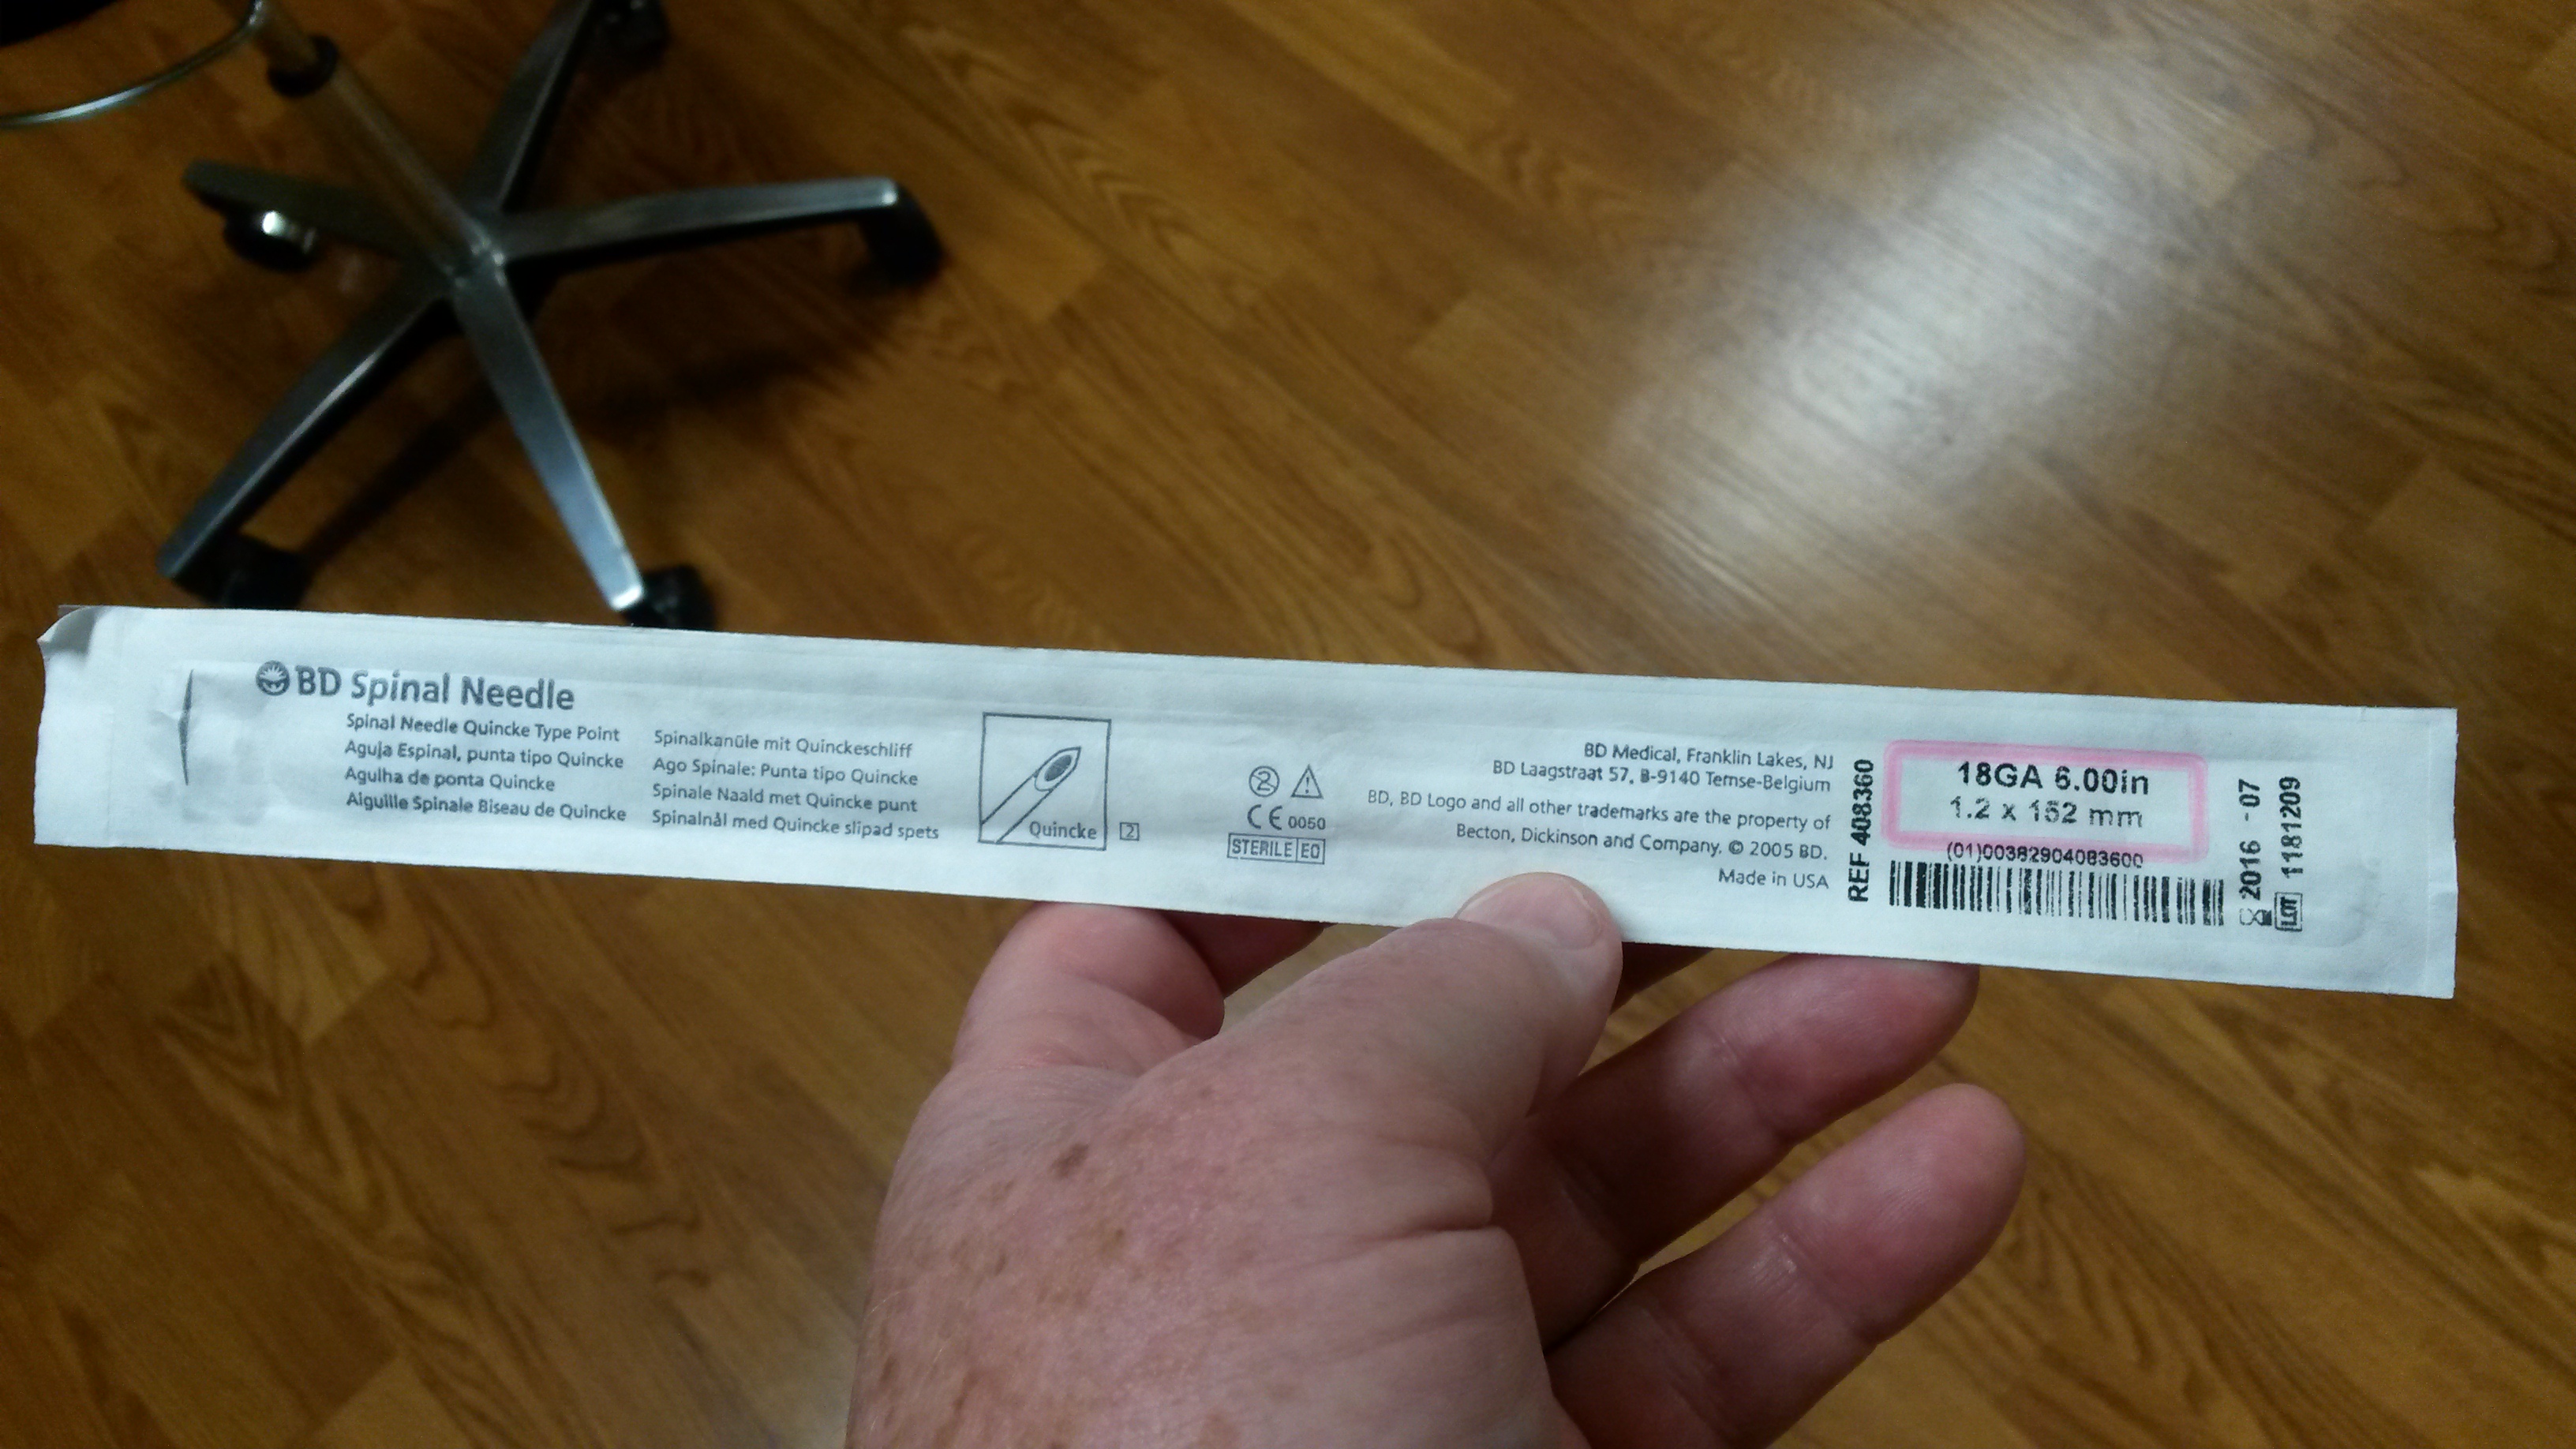 BD Spinal Needle
Spinal Needle Quincke Type Point
Aguja Espinal, punta tipo Quincke
Agulha de ponta Quincke
Aiguille Spinale Biseau de Quincke
Spinalkanüle mit Quinckeschliff
Ago Spinale: Punta tipo Quincke
Spinale Naald met Quincke punt
Spinalnål med Quincke slipad spets
Quincke
2
2
CE 0050
STERILE EO
BD Medical, Franklin Lakes, NJ
BD Laagstraat 57, B-9140 Temse-Belgium
BD, BD Logo and all other trademarks are the property of
Becton, Dickinson and Company. © 2005 BD.
Made in USA
REF 408360
18GA 6.00in
1.2 x 152 mm
(01)00382904083600
2016 -07
LOT 1181209